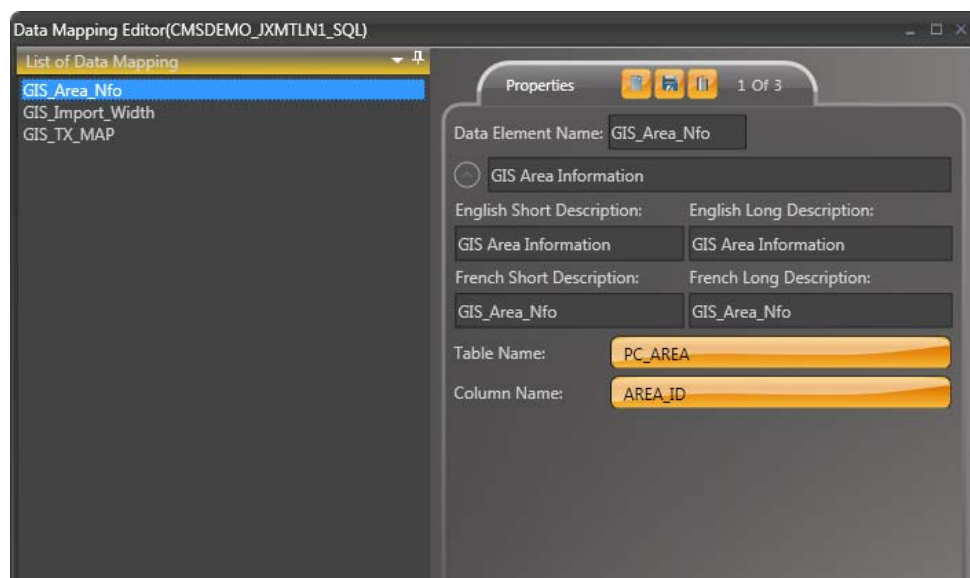 Data Mapping Editor(CMSDEMO_JXMTLN1_SQL)
List of Data Mapping
GIS_Area_Nfo
GIS_Import_Width
GIS_TX_MAP
Properties 1 Of 3
Data Element Name: GIS_Area_Nfo
GIS Area Information
English Short Description: English Long Description:
GIS Area Information GIS Area Information
French Short Description: French Long Description:
GIS_Area_Nfo GIS_Area_Nfo
Table Name: PC_AREA
Column Name: AREA_ID